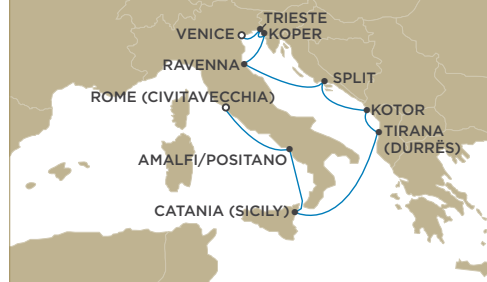 TRIESTE
VENICE
KOPER
RAVENNA
SPLIT
ROME (CIVITAVECCHIA)
KOTOR
TIRANA
(DURRËS)
AMALFI/POSITANO
CATANIA (SICILY)